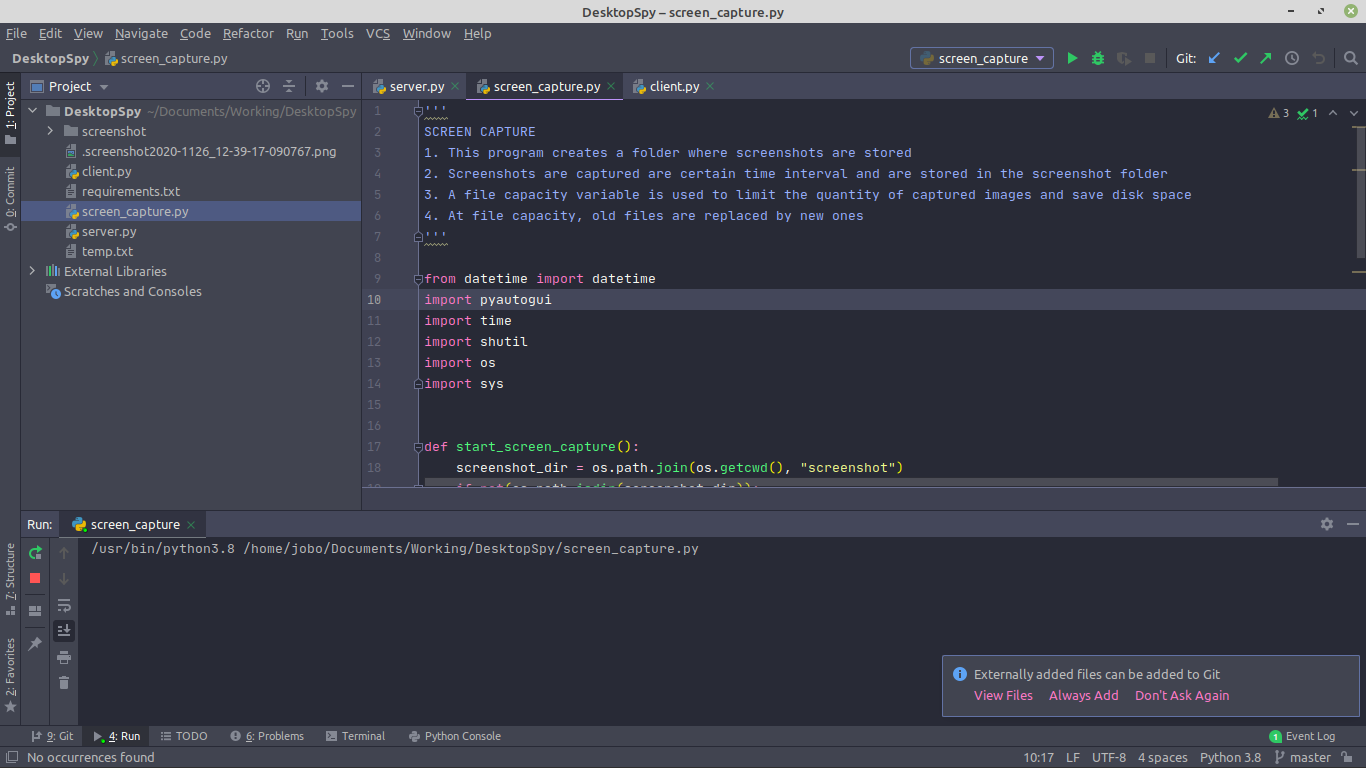 DesktopSpy – screen_capture.py
File Edit View Navigate Code Refactor Run Tools VCS Window Help
DesktopSpy screen_capture.py screen_capture Git:
1: Project
0: Commit
7: Structure
2: Favorites
Project
DesktopSpy ~/Documents/Working/DesktopSpy
screenshot
.screenshot2020-1126_12-39-17-090767.png
client.py
requirements.txt
screen_capture.py
server.py
temp.txt
External Libraries
Scratches and Consoles
server.py screen_capture.py client.py
3 1
1 '''
2 SCREEN CAPTURE
3 1. This program creates a folder where screenshots are stored
4 2. Screenshots are captured are certain time interval and are stored in the screenshot folder
5 3. A file capacity variable is used to limit the quantity of captured images and save disk space
6 4. At file capacity, old files are replaced by new ones
7 '''
8
9 from datetime import datetime
10 import pyautogui
11 import time
12 import shutil
13 import os
14 import sys
15
16
17 def start_screen_capture():
18 screenshot_dir = os.path.join(os.getcwd(), "screenshot")
Run: screen_capture
/usr/bin/python3.8 /home/jobo/Documents/Working/DesktopSpy/screen_capture.py
Externally added files can be added to Git
View Files Always Add Don't Ask Again
9: Git 4: Run TODO 6: Problems Terminal Python Console 1 Event Log
No occurrences found 10:17 LF UTF-8 4 spaces Python 3.8 master